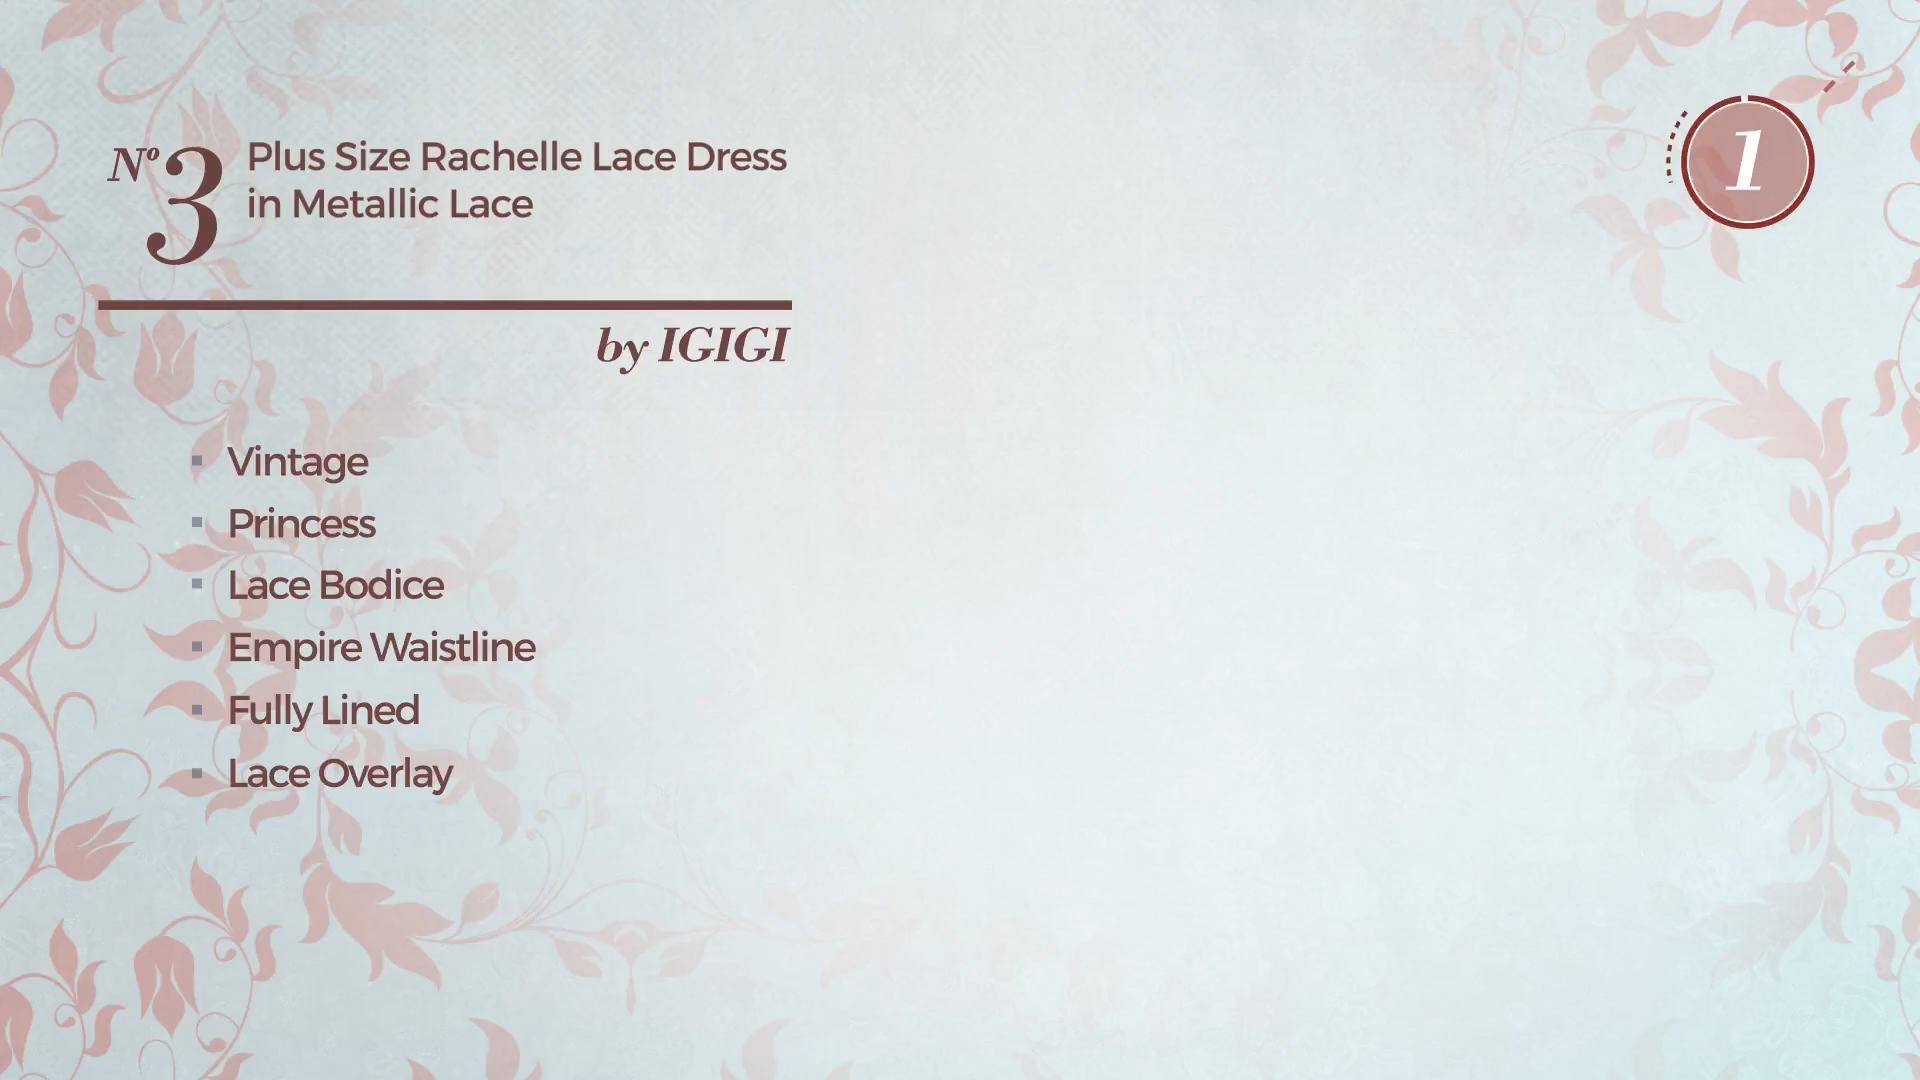 Nº3 Plus Size Rachelle Lace Dress
in Metallic Lace
1
by IGIGI
Vintage
Princess
Lace Bodice
Empire Waistline
Fully Lined
Lace Overlay